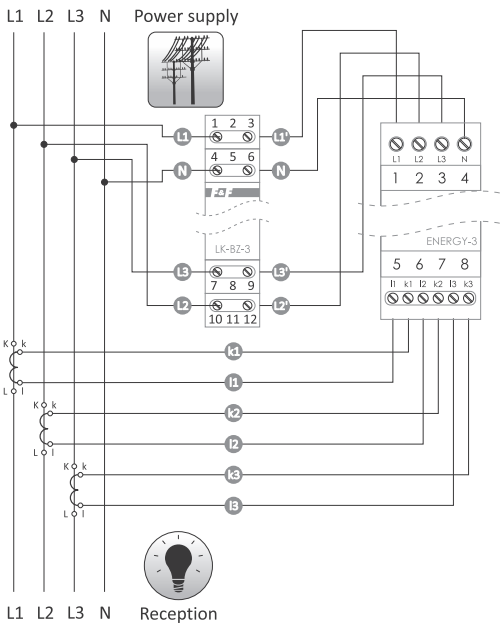 L1 L2 L3 N Power supply
1 2 3
L1 L1'
4 5 6
N N
F&F
LK-BZ-3
L3 L3'
7 8 9
L2 L2'
10 11 12
L1 L2 L3 N
1 2 3 4
ENERGY-3
5 6 7 8
l1 k1 l2 k2 l3 k3
K k
k1
l1
L l
K k
k2
l2
L l
K k
k3
l3
L l
L1 L2 L3 N Reception